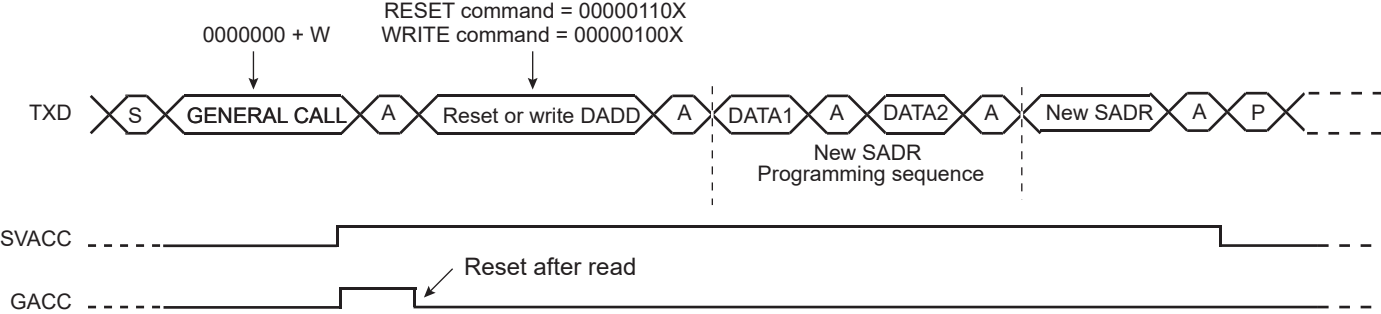 RESET command = 00000110X
0000000 + W
WRITE command = 00000100X
TXD
S
GENERAL CALL
A
Reset or write DADD
A
DATA1
A
DATA2
A
New SADR
A
P
New SADR
Programming sequence
SVACC
Reset after read
GACC